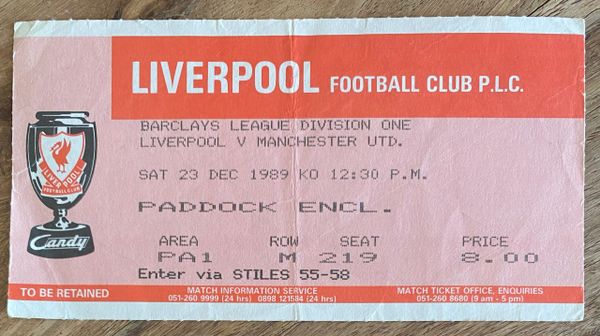 LIVERPOOL FOOTBALL CLUB P.L.C.
BARCLAYS LEAGUE DIVISION ONE
LIVERPOOL V MANCHESTER UTD.
SAT 23 DEC 1989 KO 12:30 P.M.
PADDOCK ENCL.
LIVERPOOL
FOOTBALL CLUB
Candy
AREA ROW SEAT PRICE
PA1 M 219 8.00
Enter via STILES 55-58
TO BE RETAINED
MATCH INFORMATION SERVICE
051-260 9999 (24 hrs) 0898 121584 (24 hrs)
MATCH TICKET OFFICE, ENQUIRIES
051-260 8680 (9 am - 5 pm)